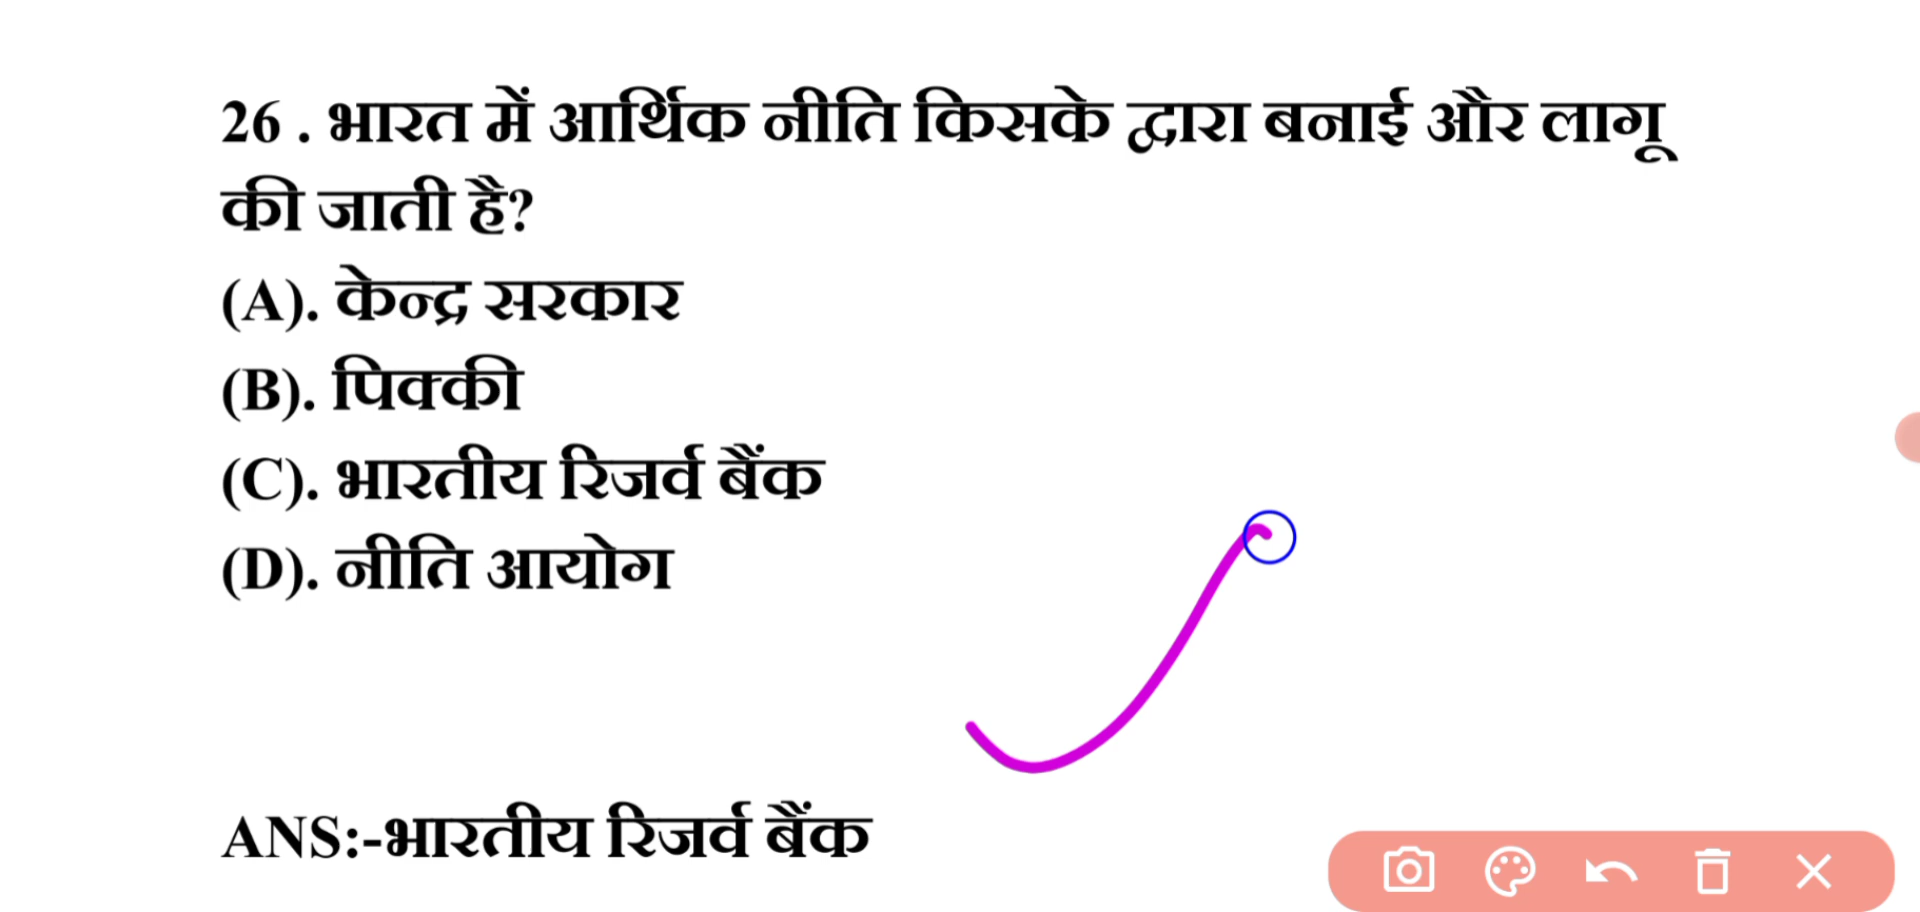 26 . भारत में आर्थिक नीति किसके द्वारा बनाई और लागू
की जाती है?
(A). केन्द्र सरकार
(B). पिक्की
(C). भारतीय रिजर्व बैंक
(D). नीति आयोग
ANS:-भारतीय रिजर्व बैंक